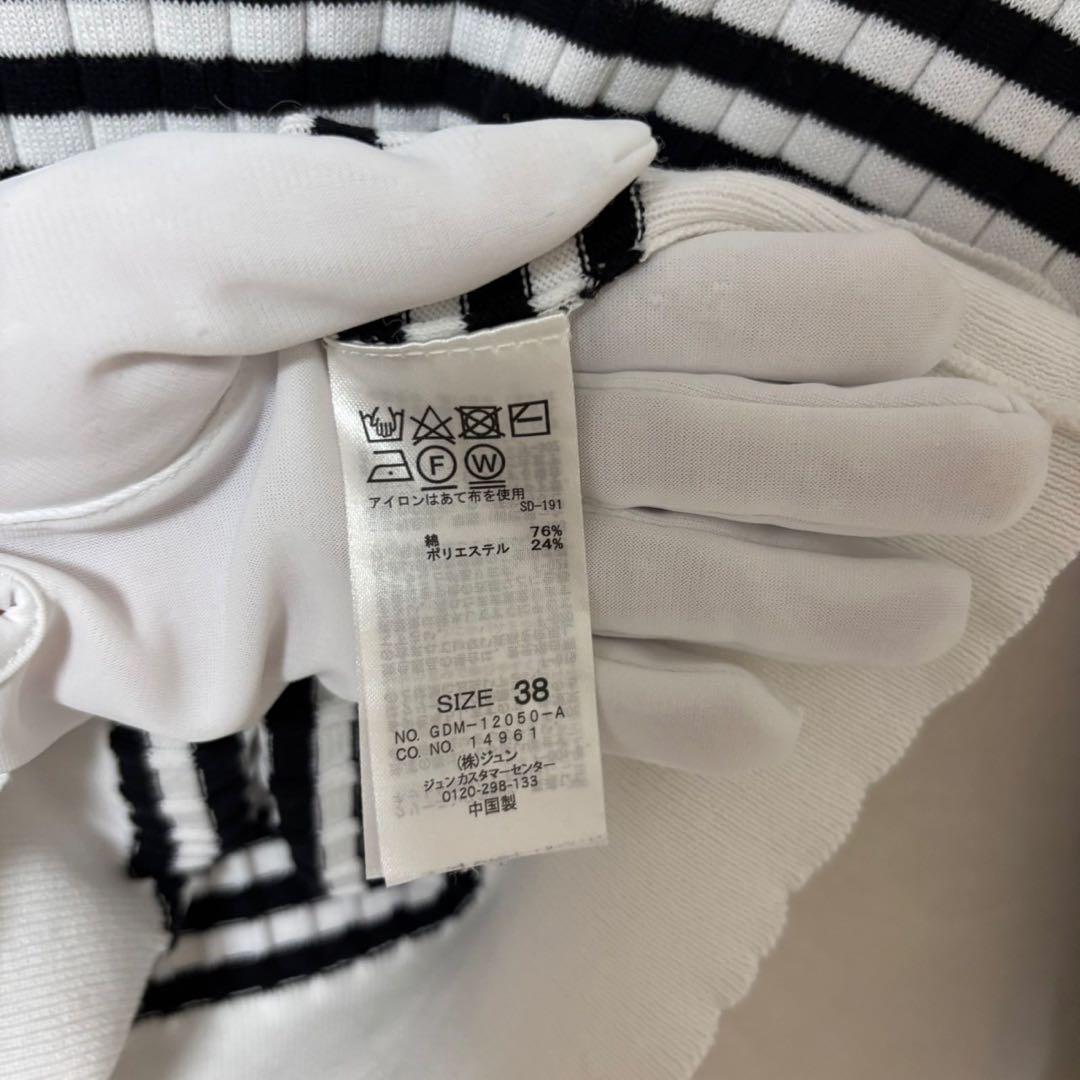 F W
アイロンはあて布を使用
SD-191
綿 76%
ポリエステル 24%
SIZE 38
NO. GDM-12050-A
CO. NO. 14961
(株)ジュン
ジュンカスタマーセンター
0120-298-133
中国製